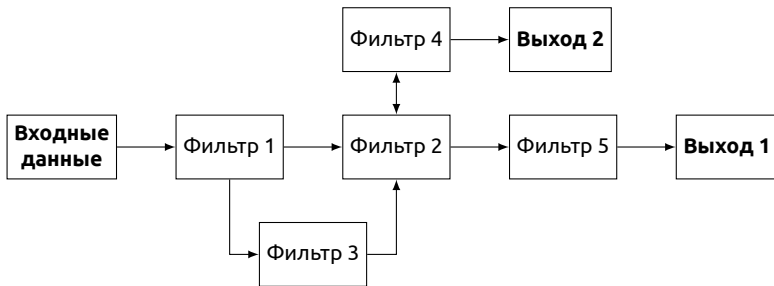 Фильтр 4
Выход 2
Входные
данные
Фильтр 1
Фильтр 2
Фильтр 5
Выход 1
Фильтр 3